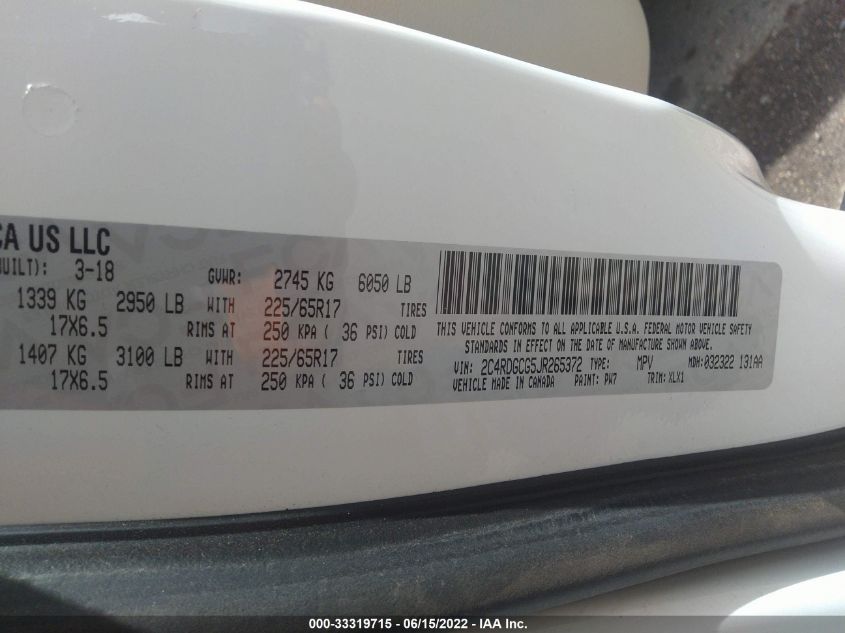 CA US LLC
UILT): 3-18 GVWR: 2745 KG 6050 LB
1339 KG 2950 LB WITH 225/65R17 TIRES
17X6.5 RIMS AT 250 KPA ( 36 PSI) COLD
1407 KG 3100 LB WITH 225/65R17 TIRES
17X6.5 RIMS AT 250 KPA ( 36 PSI) COLD
THIS VEHICLE CONFORMS TO ALL APPLICABLE U.S.A. FEDERAL MOTOR VEHICLE SAFETY
STANDARDS IN EFFECT ON THE DATE OF MANUFACTURE SHOWN ABOVE.
VIN: 2C4RDGCG5JR265372 TYPE: MPV MDH: 032322 131AA
VEHICLE MADE IN CANADA PAINT: PW7 TRIM: XLX1
000-33319715 - 06/15/2022 - IAA Inc.